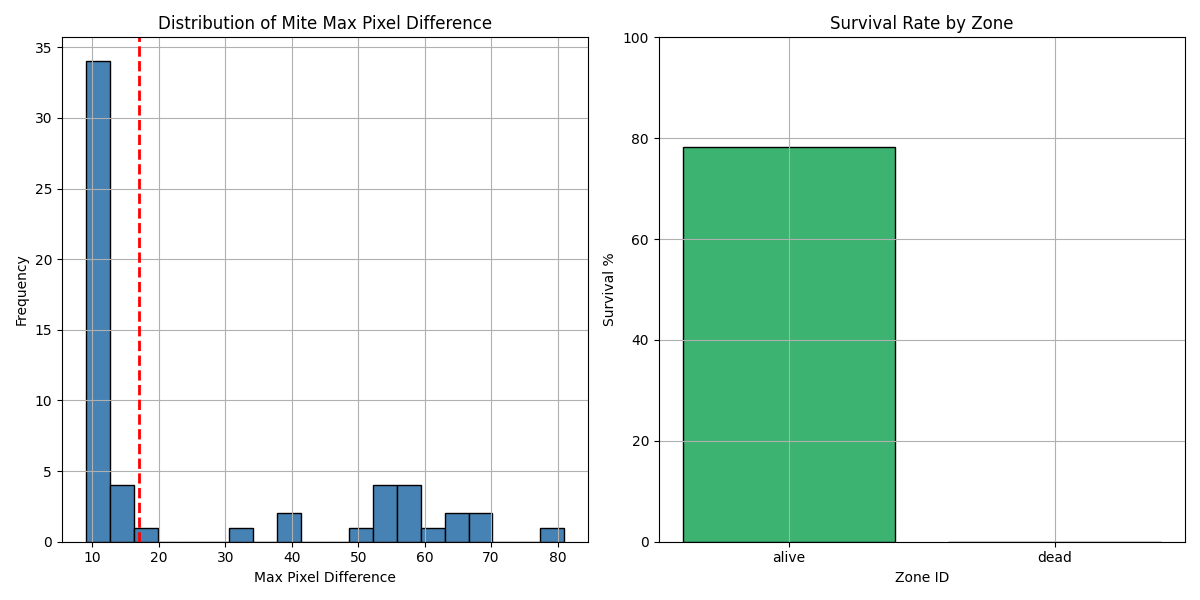 Distribution of Mite Max Pixel Difference
35
30
25
20
15
10
5
0
Frequency
10 20 30 40 50 60 70 80
Max Pixel Difference
Survival Rate by Zone
100
80
60
40
20
0
Survival %
alive dead
Zone ID